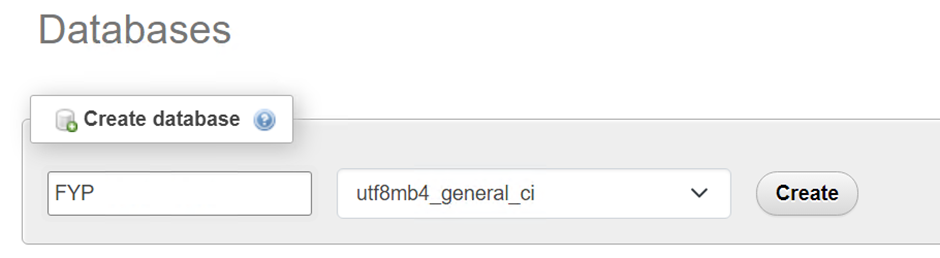 Databases
Create database
FYP utf8mb4_general_ci Create